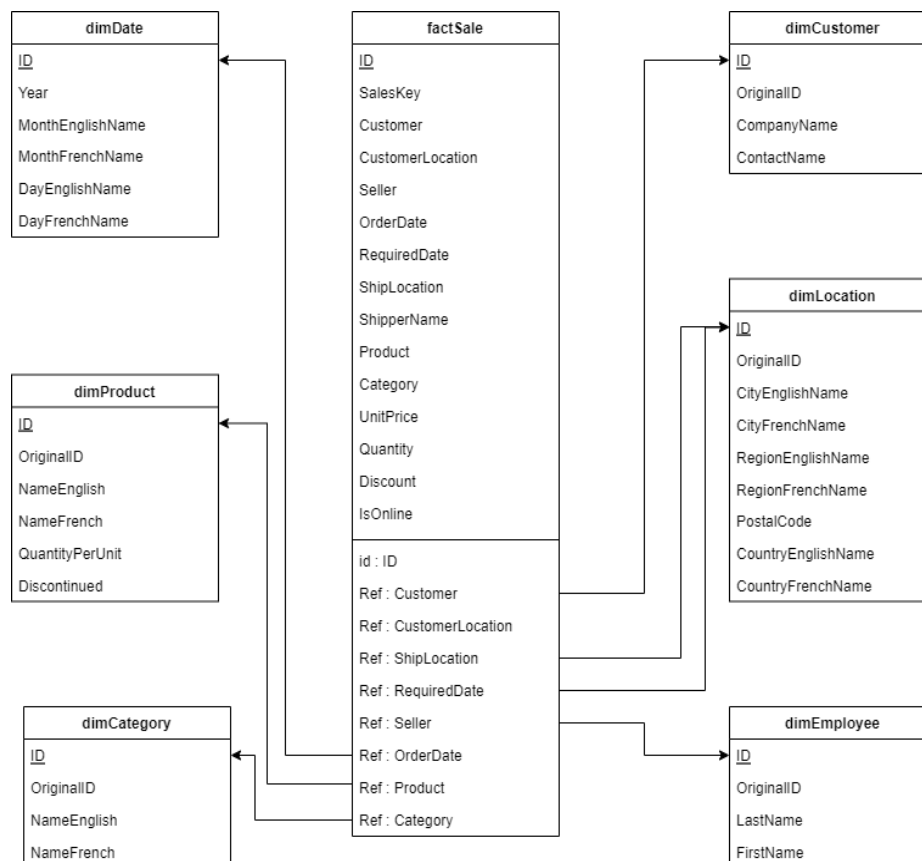 dimDate
ID
Year
MonthEnglishName
MonthFrenchName
DayEnglishName
DayFrenchName
dimProduct
ID
OriginalID
NameEnglish
NameFrench
QuantityPerUnit
Discontinued
dimCategory
ID
OriginalID
NameEnglish
NameFrench
factSale
ID
SalesKey
Customer
CustomerLocation
Seller
OrderDate
RequiredDate
ShipLocation
ShipperName
Product
Category
UnitPrice
Quantity
Discount
IsOnline
id : ID
Ref : Customer
Ref : CustomerLocation
Ref : ShipLocation
Ref : RequiredDate
Ref : Seller
Ref : OrderDate
Ref : Product
Ref : Category
dimCustomer
ID
OriginalID
CompanyName
ContactName
dimLocation
ID
OriginalID
CityEnglishName
CityFrenchName
RegionEnglishName
RegionFrenchName
PostalCode
CountryEnglishName
CountryFrenchName
dimEmployee
ID
OriginalID
LastName
FirstName